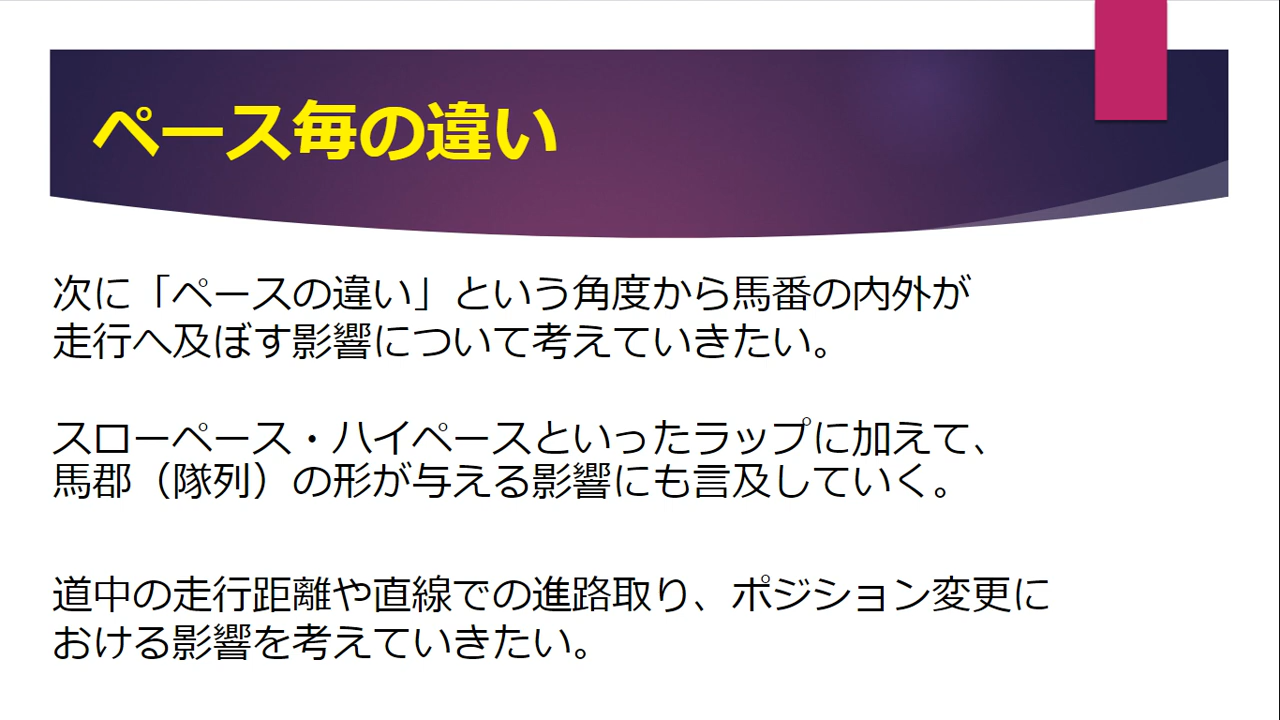 ペース毎の違い
次に「ペースの違い」という角度から馬番の内外が
走行へ及ぼす影響について考えていきたい。
スローペース・ハイペースといったラップに加えて、
馬郡（隊列）の形が与える影響にも言及していく。
道中の走行距離や直線での進路取り、ポジション変更に
おける影響を考えていきたい。